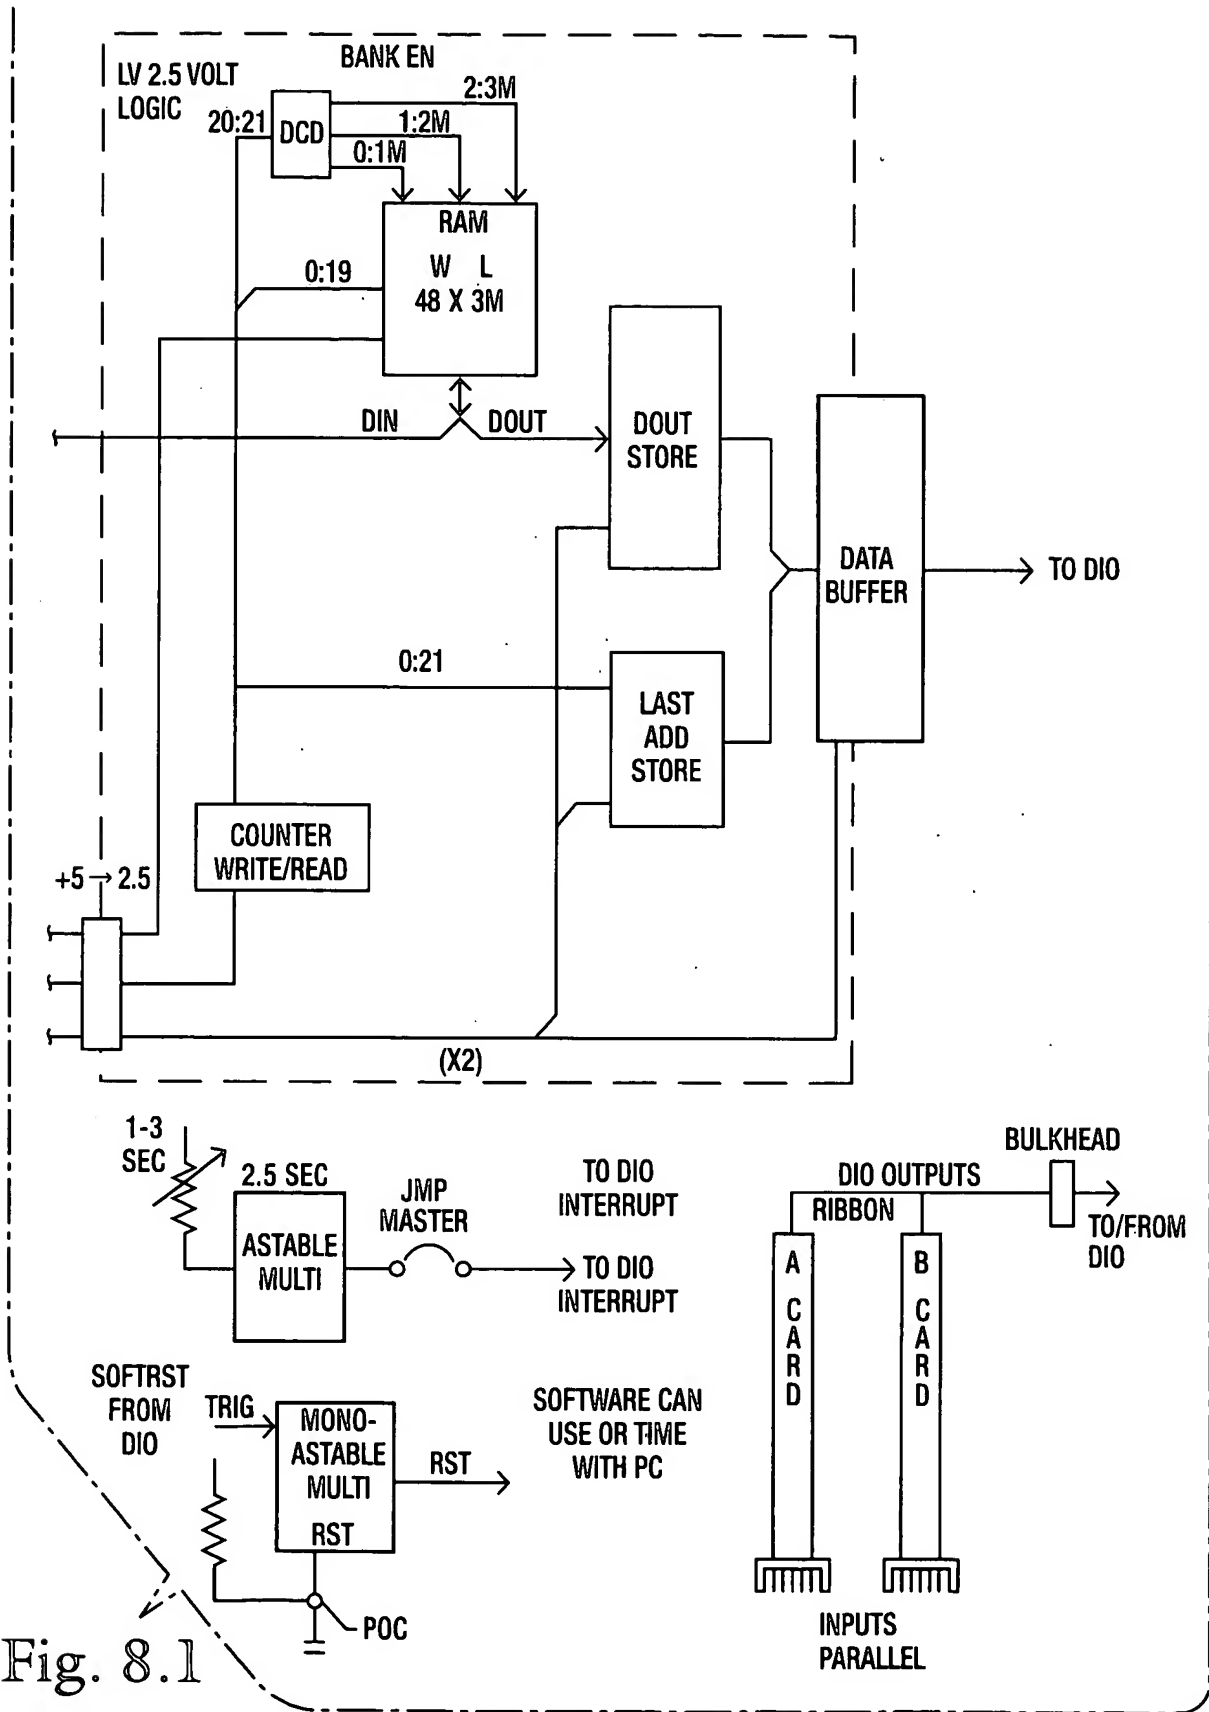 BANK EN
LV 2.5 VOLT
LOGIC
2:3M
20:21
DCD
1:2M
0:1M
RAM
W L
48 X 3M
0:19
DIN
DOUT
DOUT
STORE
DATA
BUFFER
TO DIO
0:21
LAST
ADD
STORE
COUNTER
WRITE/READ
+5 → 2.5
(X2)
1-3
SEC
2.5 SEC
ASTABLE
MULTI
JMP
MASTER
TO DIO
INTERRUPT
TO DIO
INTERRUPT
BULKHEAD
DIO OUTPUTS
RIBBON
TO/FROM
DIO
A CARD
B CARD
INPUTS
PARALLEL
SOFTRST
FROM
DIO
TRIG
MONO-
ASTABLE
MULTI
RST
RST
POC
SOFTWARE CAN
USE OR TIME
WITH PC
Fig. 8.1